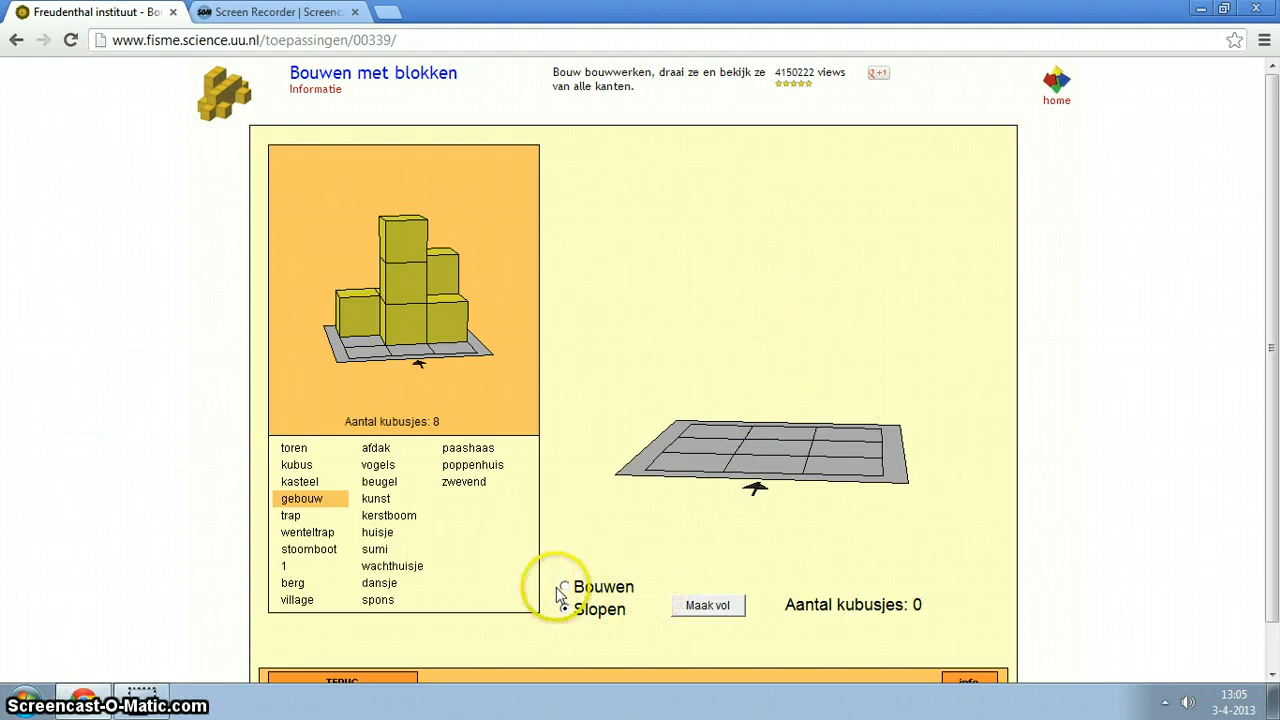 Freudenthal instituut - Bo
Screen Recorder | Screenc
www.fisme.science.uu.nl/toepassingen/00339/
Bouwen met blokken
Informatie
Bouw bouwwerken, draai ze en bekijk ze
van alle kanten.
4150222 views
g +1
home
Aantal kubusjes: 8
toren afdak paashaas
kubus vogels poppenhuis
kasteel beugel zwevend
gebouw kunst
trap kerstboom
wenteltrap huisje
stoomboot sumi
1 wachthuisje
berg dansje
village spons
Bouwen
Slopen
Maak vol
Aantal kubusjes: 0
TERUG
info
Screencast-O-Matic.com
13:05
3-4-2013